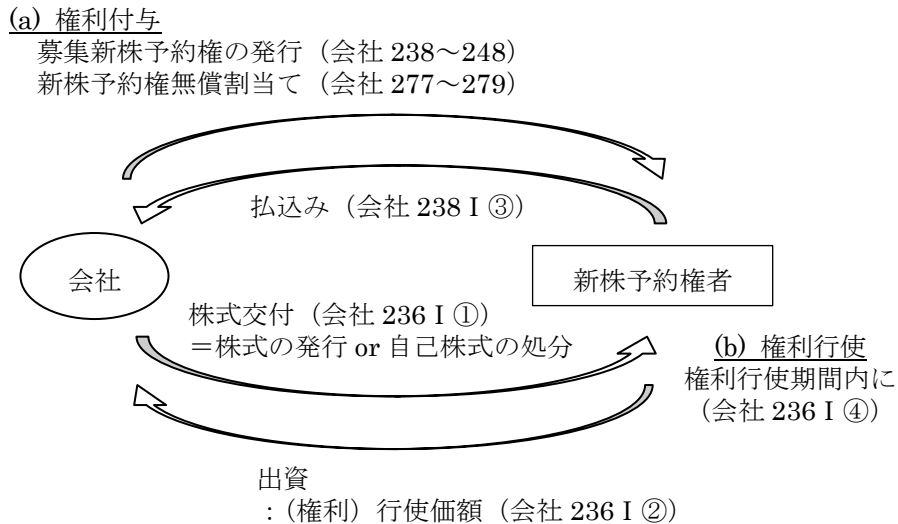 (a) 権利付与
募集新株予約権の発行（会社 238～248）
新株予約権無償割当て（会社 277～279）
払込み（会社 238 I ③）
会社
新株予約権者
株式交付（会社 236 I ①）
＝株式の発行 or 自己株式の処分
(b) 権利行使
権利行使期間内に
（会社 236 I ④）
出資
：（権利）行使価額（会社 236 I ②）